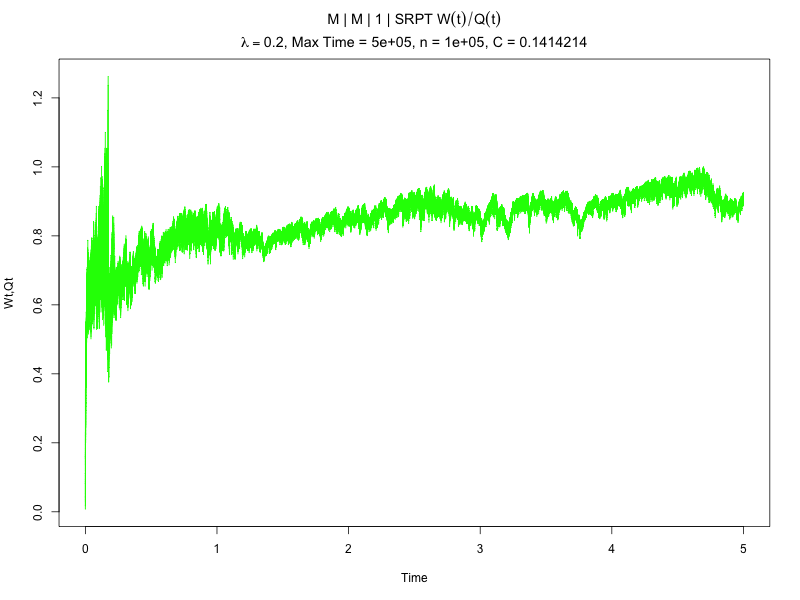 M | M | 1 | SRPT W(t)/Q(t)
λ = 0.2, Max Time = 5e+05, n = 1e+05, C = 0.1414214
Wt,Qt
1.2
1.0
0.8
0.6
0.4
0.2
0.0
0 1 2 3 4 5
Time